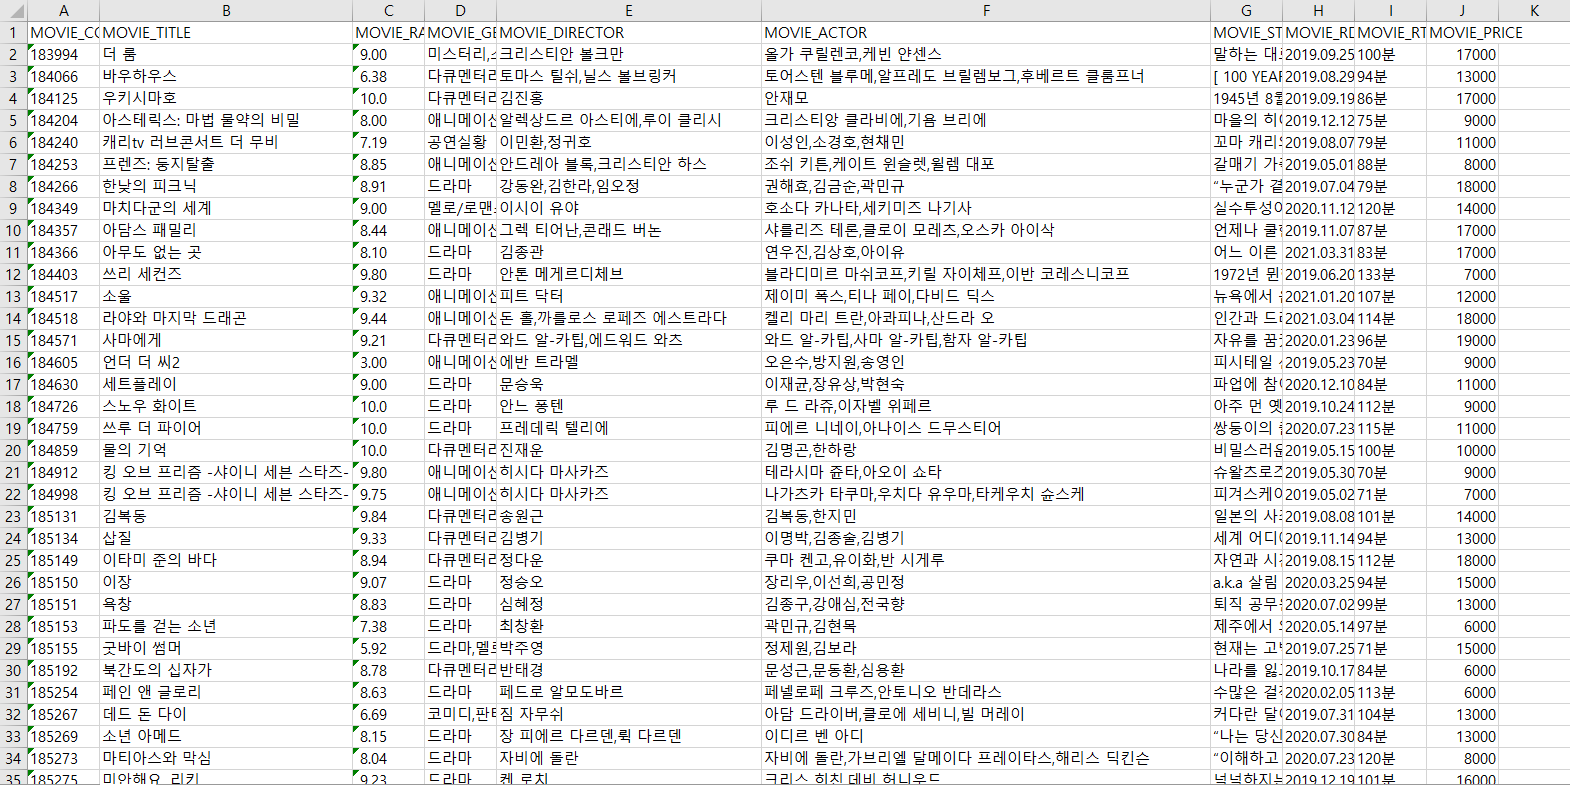 A B C D E F G H I J K
1 MOVIE_CO MOVIE_TITLE MOVIE_RA MOVIE_GE MOVIE_DIRECTOR MOVIE_ACTOR MOVIE_ST MOVIE_RD MOVIE_RT MOVIE_PRICE
2 183994 더 룸 9.00 미스터리,스 크리스티안 볼크만 올가 쿠릴렌코,케빈 얀센스 말하는 대로 2019.09.25 100분 17000
3 184066 바우하우스 6.38 다큐멘터리 토마스 틸쉬,닐스 볼브링커 토어스텐 블루메,알프레도 브릴렘보그,후베르트 클룸프너 [ 100 YEAR 2019.08.29 94분 13000
4 184125 우키시마호 10.0 다큐멘터리 김진홍 안재모 1945년 8월 2019.09.19 86분 17000
5 184204 아스테릭스: 마법 물약의 비밀 8.00 애니메이션 알렉상드르 아스티에,루이 클리시 크리스티앙 클라비에,기욤 브리에 마을의 히 2019.12.12 75분 9000
6 184240 캐리tv 러브콘서트 더 무비 7.19 공연실황 이민환,정귀호 이성인,소경호,현채민 꼬마 캐리 2019.08.07 79분 11000
7 184253 프렌즈: 둥지탈출 8.85 애니메이션 안드레아 블록,크리스티안 하스 조쉬 키튼,케이트 윈슬렛,윌렘 대포 갈매기 가 2019.05.01 88분 8000
8 184266 한낮의 피크닉 8.91 드라마 강동완,김한라,임오정 권해효,김금순,곽민규 “누군가 결 2019.07.04 79분 18000
9 184349 마치다군의 세계 9.00 멜로/로맨스 이시이 유야 호소다 카나타,세키미즈 나기사 실수투성이 2020.11.12 120분 14000
10 184357 아담스 패밀리 8.44 애니메이션 그렉 티어난,콘래드 버논 샤를리즈 테론,클로이 모레츠,오스카 아이삭 언제나 쿨 2019.11.07 87분 17000
11 184366 아무도 없는 곳 8.10 드라마 김종관 연우진,김상호,아이유 어느 이른 2021.03.31 83분 17000
12 184403 쓰리 세컨즈 9.80 드라마 안톤 메게르디체브 블라디미르 마쉬코프,키릴 자이체프,이반 코레스니코프 1972년 뮌 2019.06.20 133분 7000
13 184517 소울 9.32 애니메이션 피트 닥터 제이미 폭스,티나 페이,다비드 딕스 뉴욕에서 2021.01.20 107분 12000
14 184518 라야와 마지막 드래곤 9.44 애니메이션 돈 홀,까를로스 로페즈 에스트라다 켈리 마리 트란,아콰피나,산드라 오 인간과 드 2021.03.04 114분 18000
15 184571 사마에게 9.21 다큐멘터리 와드 알-카팁,에드워드 와츠 와드 알-카팁,사마 알-카팁,함자 알-카팁 자유를 꿈 2020.01.23 96분 19000
16 184605 언더 더 씨2 3.00 애니메이션 에반 트라멜 오은수,방지원,송영인 피시테일 2019.05.23 70분 9000
17 184630 세트플레이 9.00 드라마 문승욱 이재균,장유상,박현숙 파업에 참 2020.12.10 84분 11000
18 184726 스노우 화이트 10.0 드라마 안느 퐁텐 루 드 라쥬,이자벨 위페르 아주 먼 옛 2019.10.24 112분 9000
19 184759 쓰루 더 파이어 10.0 드라마 프레데릭 텔리에 피에르 니네이,아나이스 드무스티어 쌍둥이의 2020.07.23 115분 11000
20 184859 물의 기억 10.0 다큐멘터리 진재운 김명곤,한하랑 비밀스러운 2019.05.15 100분 10000
21 184912 킹 오브 프리즘 -샤이니 세븐 스타즈- 9.80 애니메이션 히시다 마사카즈 테라시마 쥰타,아오이 쇼타 슈왈츠로즈 2019.05.30 70분 9000
22 184998 킹 오브 프리즘 -샤이니 세븐 스타즈- 9.75 애니메이션 히시다 마사카즈 나가츠카 타쿠마,우치다 유우마,타케우치 슌스케 피겨스케이 2019.05.02 71분 7000
23 185131 김복동 9.84 다큐멘터리 송원근 김복동,한지민 일본의 사 2019.08.08 101분 14000
24 185134 삽질 9.33 다큐멘터리 김병기 이명박,김종술,김병기 세계 어디 2019.11.14 94분 13000
25 185149 이타미 준의 바다 8.94 다큐멘터리 정다운 쿠마 켄고,유이화,반 시게루 자연과 시 2019.08.15 112분 18000
26 185150 이장 9.07 드라마 정승오 장리우,이선희,공민정 a.k.a 살림 2020.03.25 94분 15000
27 185151 욕창 8.83 드라마 심혜정 김종구,강애심,전국향 퇴직 공무원 2020.07.02 99분 13000
28 185153 파도를 걷는 소년 7.38 드라마 최창환 곽민규,김현목 제주에서 2020.05.14 97분 6000
29 185155 굿바이 썸머 5.92 드라마,멜로 박주영 정제원,김보라 현재는 고 2019.07.25 71분 15000
30 185192 북간도의 십자가 8.78 다큐멘터리 반태경 문성근,문동환,심용환 나라를 잃 2019.10.17 84분 6000
31 185254 페인 앤 글로리 8.63 드라마 페드로 알모도바르 페넬로페 크루즈,안토니오 반데라스 수많은 걸 2020.02.05 113분 6000
32 185267 데드 돈 다이 6.69 코미디,판타 짐 자무쉬 아담 드라이버,클로에 세비니,빌 머레이 커다란 달 2019.07.31 104분 13000
33 185269 소년 아메드 8.15 드라마 장 피에르 다르덴,뤽 다르덴 이디르 벤 아디 “나는 당신 2020.07.30 84분 13000
34 185273 마티아스와 막심 8.04 드라마 자비에 돌란 자비에 돌란,가브리엘 달메이다 프레이타스,해리스 딕킨슨 “이해하고 2020.07.23 120분 8000
35 185275 미안해요, 리키 9.23 드라마 켄 로치 크리스 히친,데비 허니우드 넉넉하지는 2019.12.19 101분 16000